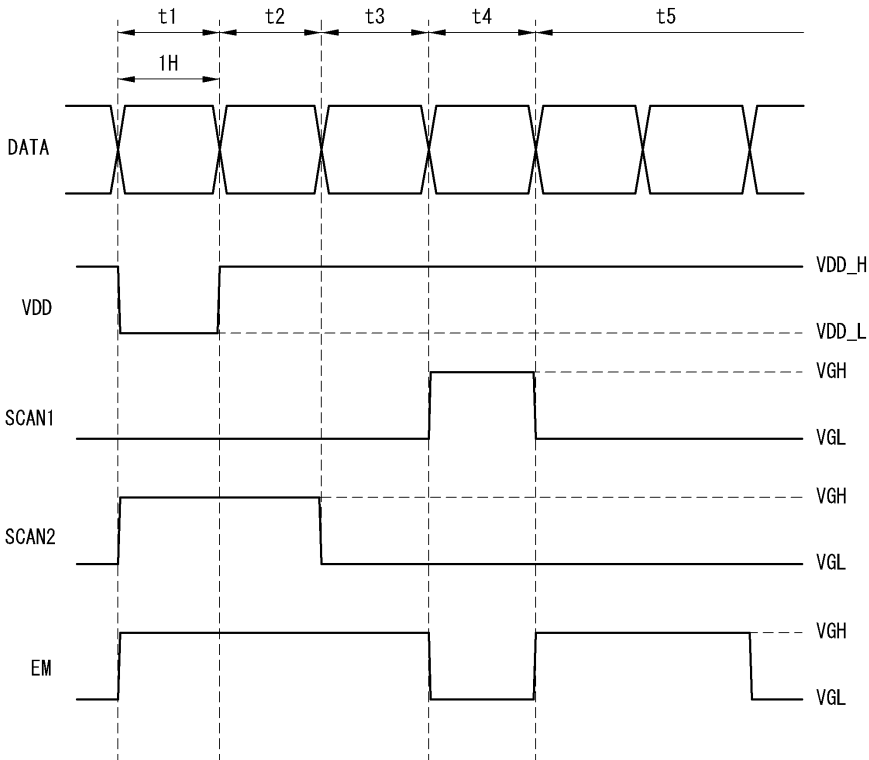 t1 t2 t3 t4 t5
1H
DATA
VDD_H
VDD
VDD_L
VGH
SCAN1
VGL
VGH
SCAN2
VGL
VGH
EM
VGL